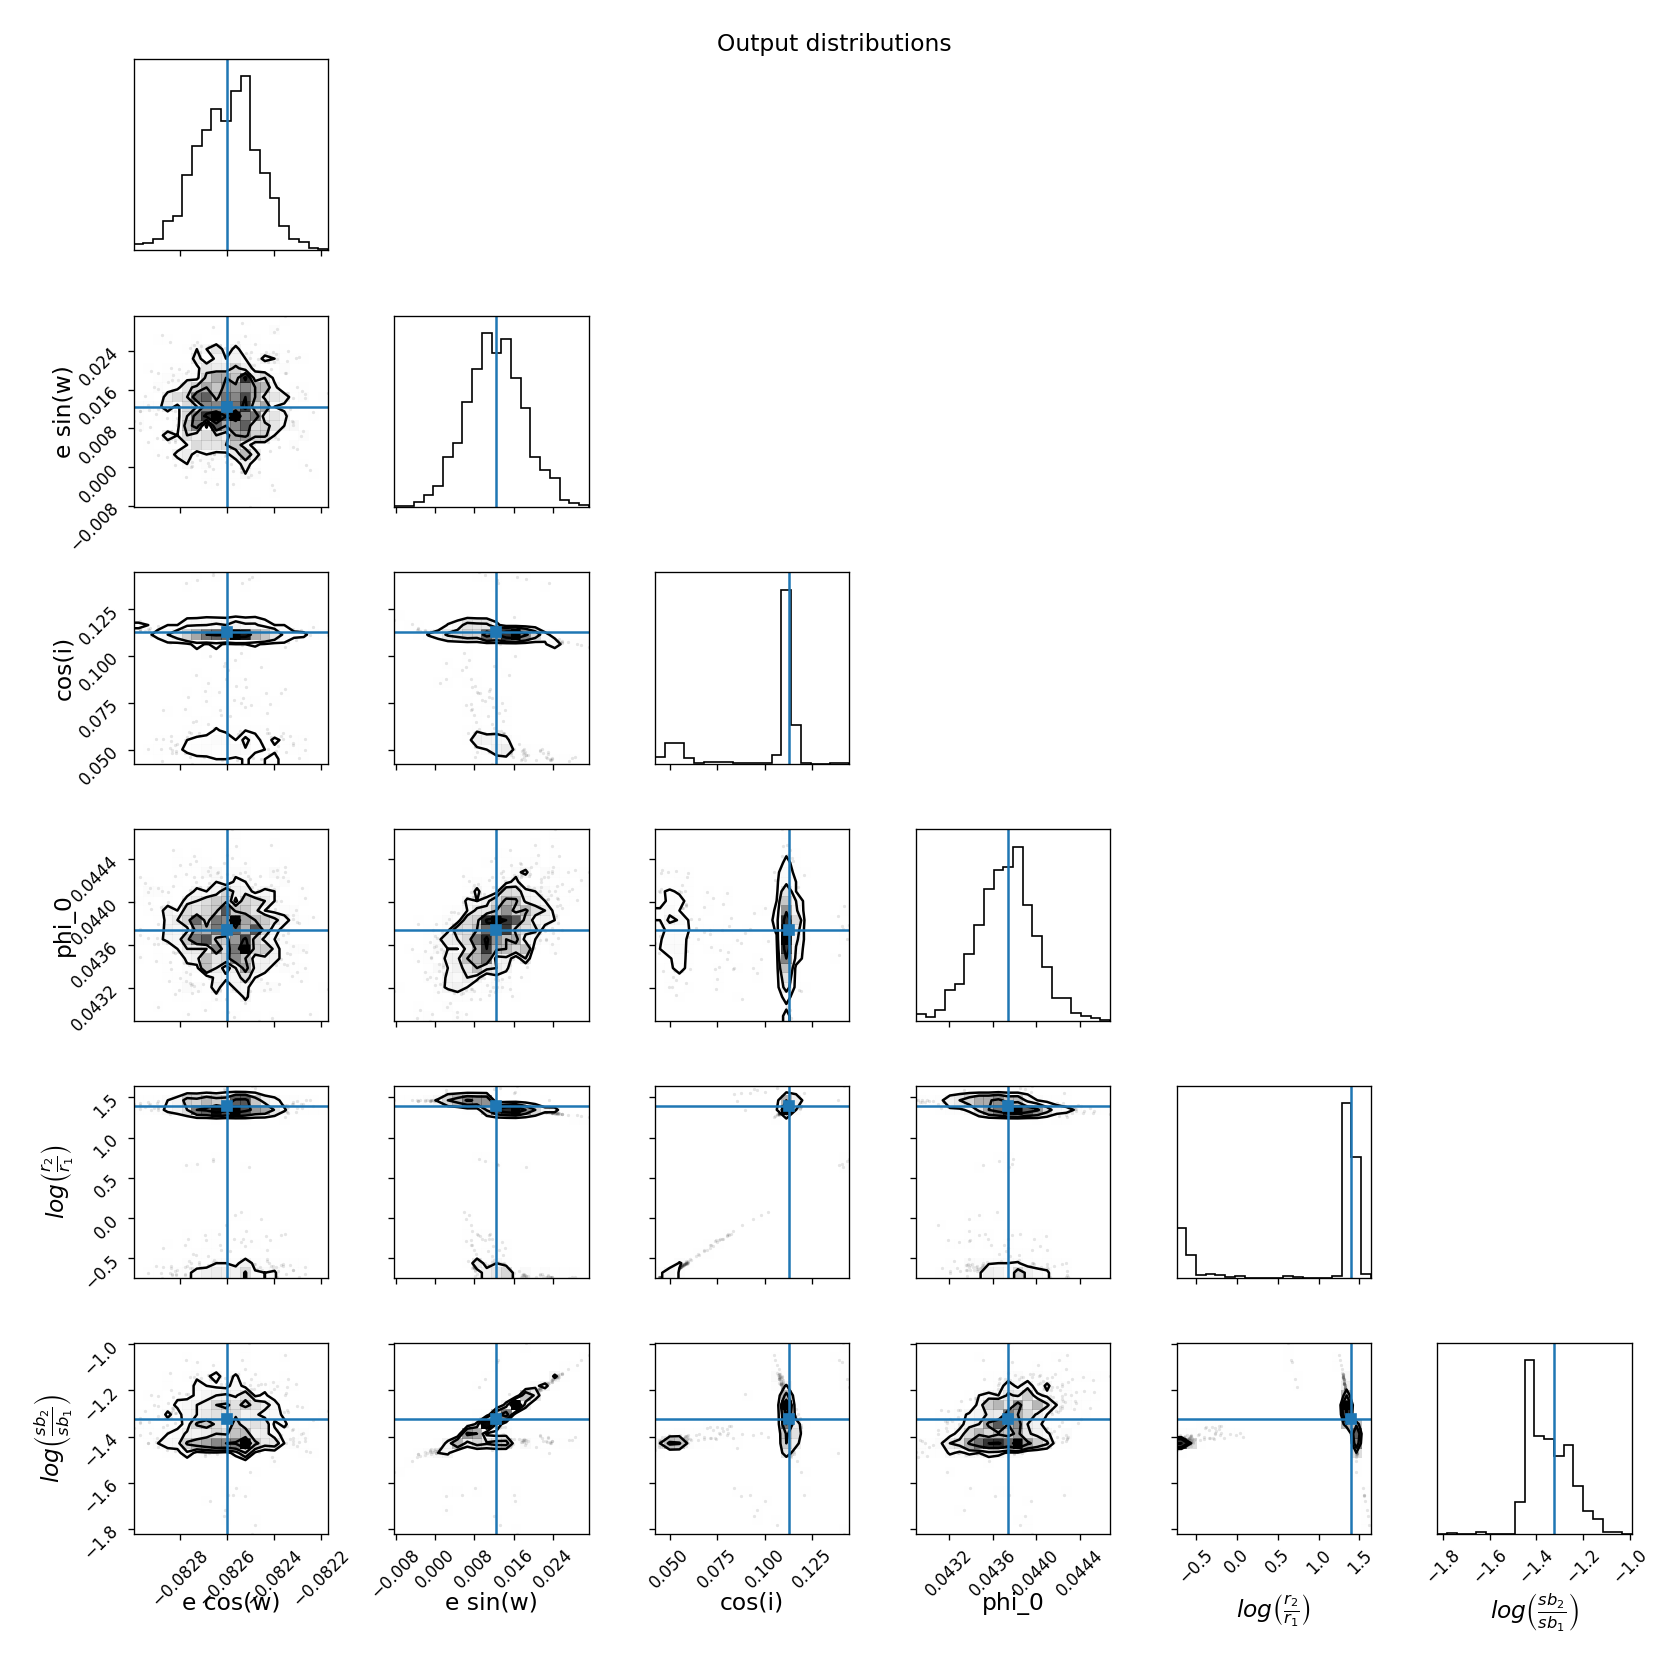 Output distributions
e sin(w)
0.024
0.016
0.008
0.000
−0.008
cos(i)
0.125
0.100
0.075
0.050
phi_0
0.0444
0.0440
0.0436
0.0432
log(r₂/r₁)
1.5
1.0
0.5
0.0
−0.5
log(sb₂/sb₁)
−1.0
−1.2
−1.4
−1.6
−1.8
−0.0828 −0.0826 −0.0824 −0.0822
e cos(w)
−0.008 0.000 0.008 0.016 0.024
e sin(w)
0.050 0.075 0.100 0.125
cos(i)
0.0432 0.0436 0.0440 0.0444
phi_0
−0.5 0.0 0.5 1.0 1.5
log(r₂/r₁)
−1.8 −1.6 −1.4 −1.2 −1.0
log(sb₂/sb₁)